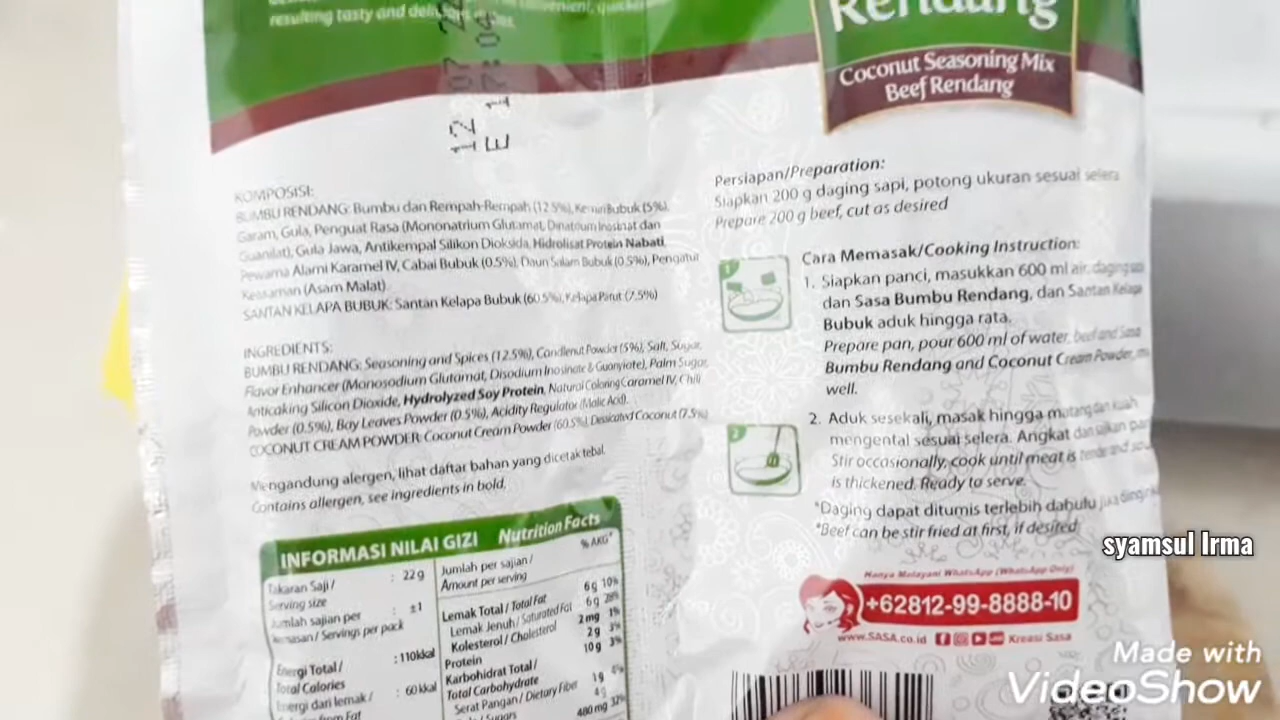 resulting tasty and delicious
Rendang
Coconut Seasoning Mix
Beef Rendang
12 07
E 17:04
KOMPOSISI:
BUMBU RENDANG: Bumbu dan Rempah-Rempah (12.5%), Kemiri Bubuk (5%),
Garam, Gula, Penguat Rasa (Mononatrium Glutamat, Dinatrium Inosinat dan
Guanilat), Gula Jawa, Antikempal Silikon Dioksida, Hidrolisat Protein Nabati,
Pewarna Alami Karamel IV, Cabai Bubuk (0.5%), Daun Salam Bubuk (0.5%), Pengatur
Keasaman (Asam Malat).
SANTAN KELAPA BUBUK: Santan Kelapa Bubuk (60.5%), Kelapa Parut (7.5%)
INGREDIENTS:
BUMBU RENDANG: Seasoning and Spices (12.5%), Candlenut Powder (5%), Salt, Sugar,
Flavor Enhancer (Monosodium Glutamat, Disodium Inosinate & Guanylate), Palm Sugar,
Anticaking Silicon Dioxide, Hydrolyzed Soy Protein, Natural Coloring Caramel IV, Chili
Powder (0.5%), Bay Leaves Powder (0.5%), Acidity Regulator (Malic Acid).
COCONUT CREAM POWDER: Coconut Cream Powder (60.5%), Dessicated Coconut (7.5%)
Mengandung alergen, lihat daftar bahan yang dicetak tebal.
Contains allergen, see ingredients in bold.
INFORMASI NILAI GIZI Nutrition Facts
Takaran Saji / : 22 g
Serving size
Jumlah sajian per : ±1
kemasan / Servings per pack
Energi Total / : 110kkal
Total Calories
Energi dari lemak / : 60 kkal
from Fat
Jumlah per sajian / % AKG*
Amount per serving
Lemak Total / Total Fat 6 g 10%
Lemak Jenuh / Saturated Fat 6 g 28%
Kolesterol / Cholesterol 2 mg 1%
Protein 2 g 3%
Karbohidrat Total / 10 g 3%
Total Carbohydrate
Serat Pangan / Dietary Fiber 1 g 4%
/ Sugars 4 g
480 mg 32%
Persiapan/Preparation:
Siapkan 200 g daging sapi, potong ukuran sesuai selera
Prepare 200 g beef, cut as desired
Cara Memasak/Cooking Instruction:
1
1. Siapkan panci, masukkan 600 ml air, daging sapi
dan Sasa Bumbu Rendang, dan Santan Kelapa
Bubuk aduk hingga rata.
Prepare pan, pour 600 ml of water, beef and Sasa
Bumbu Rendang and Coconut Cream Powder,
well.
2
2. Aduk sesekali, masak hingga matang dan kuah
mengental sesuai selera. Angkat dan sajikan
Stir occasionally, cook until meat is tender and
is thickened. Ready to serve.
*Daging dapat ditumis terlebih dahulu jika
*Beef can be stir fried at first, if desired
syamsul Irma
Hanya Melayani WhatsApp (WhatsApp Only)
+62812-99-8888-10
www.SASA.co.id Kreasi Sasa
Made with
VideoShow